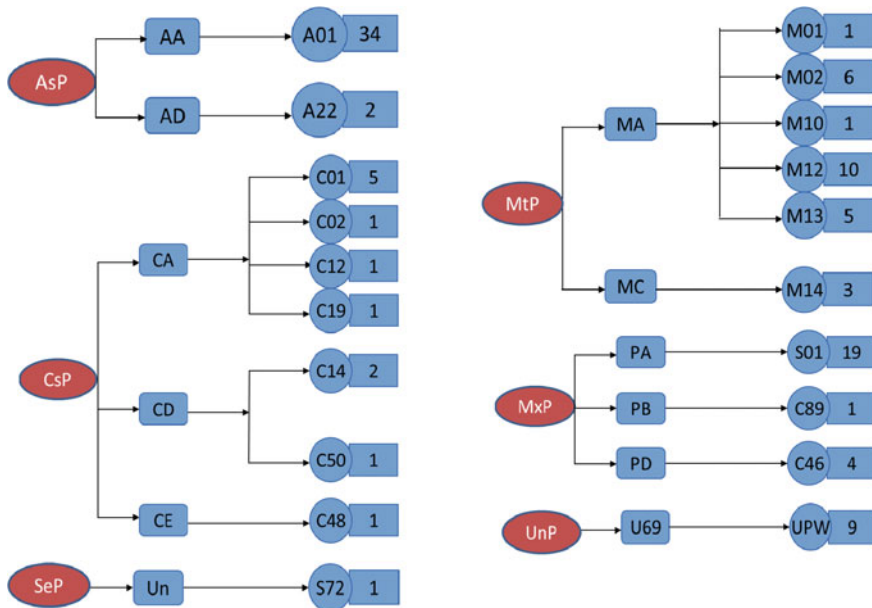 AsP
AA
A01 34
AD
A22 2
CsP
CA
C01 5
C02 1
C12 1
C19 1
CD
C14 2
C50 1
CE
C48 1
SeP
Un
S72 1
MtP
MA
M01 1
M02 6
M10 1
M12 10
M13 5
MC
M14 3
MxP
PA
S01 19
PB
C89 1
PD
C46 4
UnP
U69
UPW 9